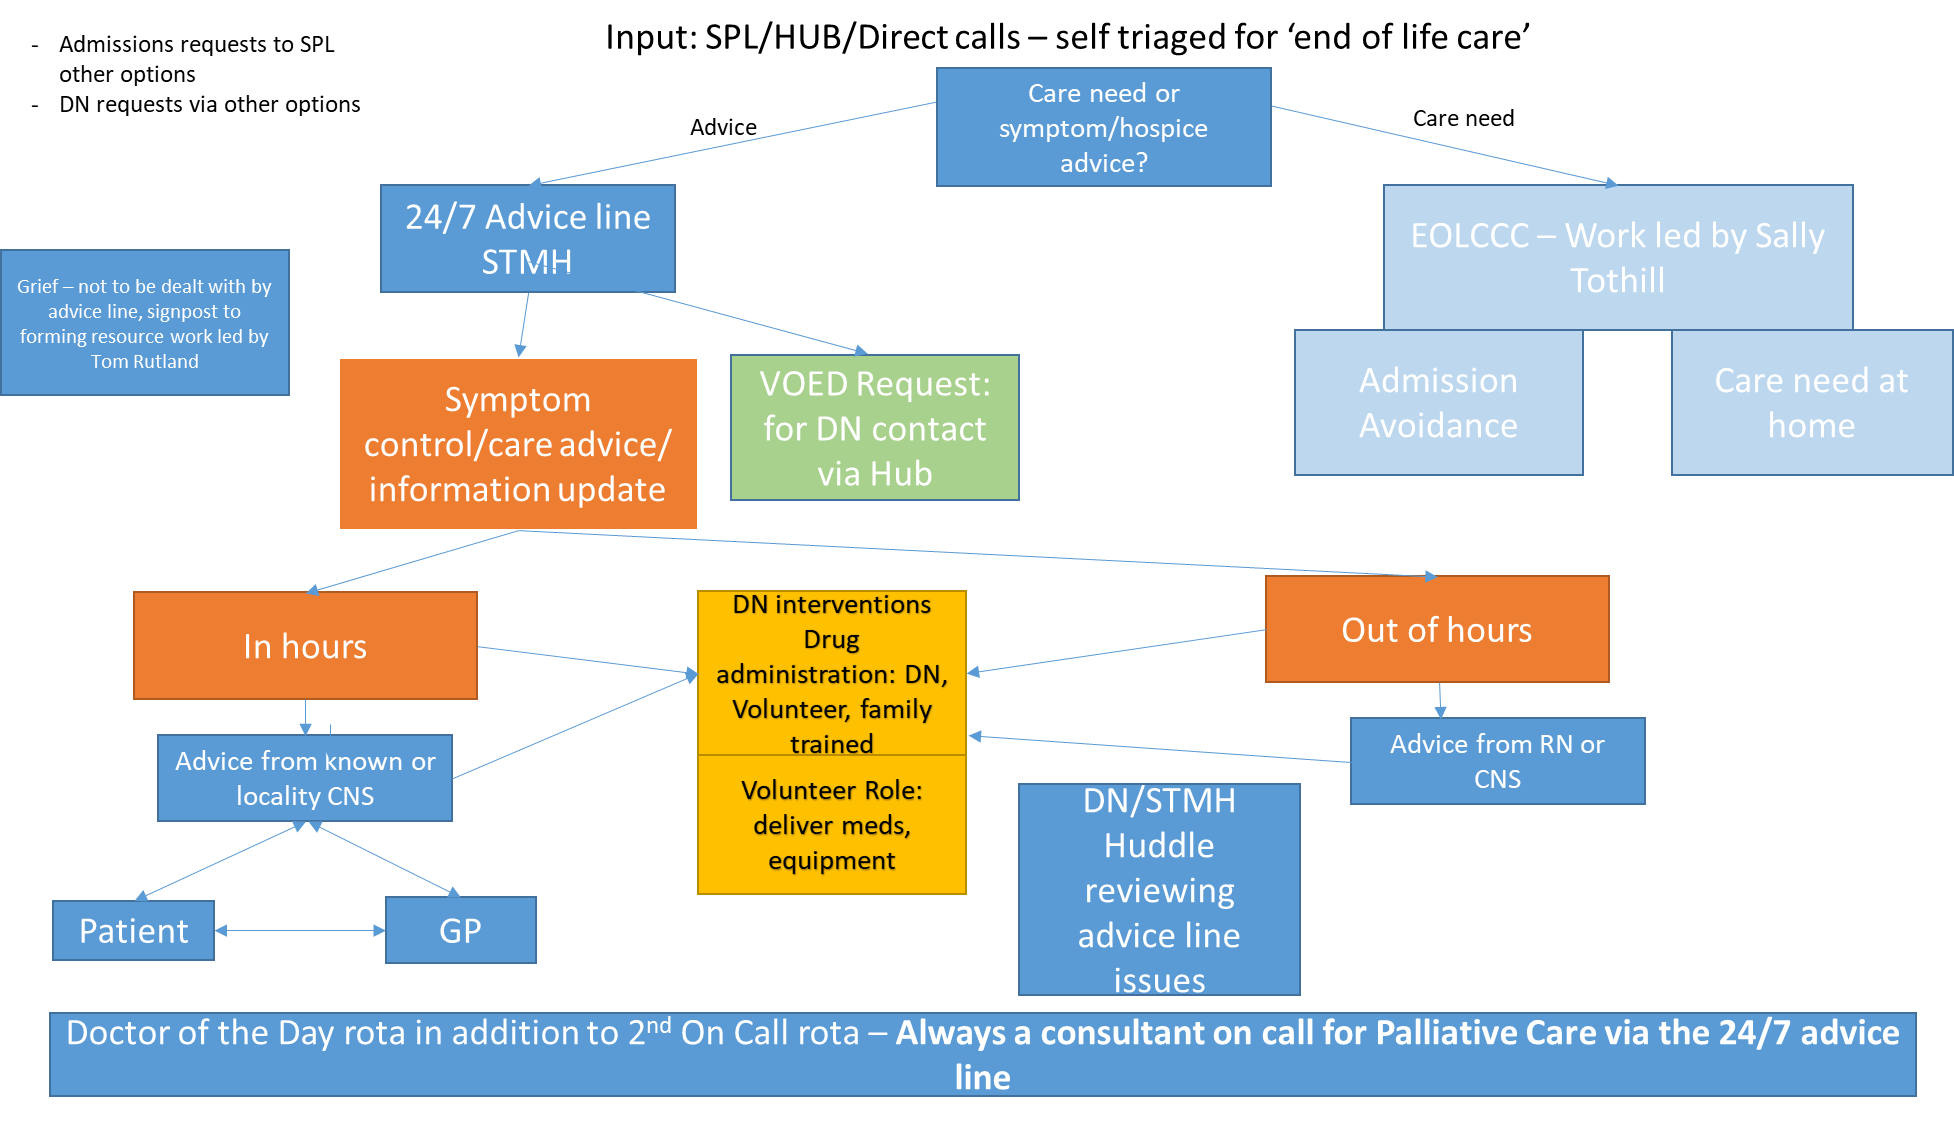 Input: SPL/HUB/Direct calls – self triaged for ‘end of life care’
- Admissions requests to SPL
other options
- DN requests via other options
Care need or
symptom/hospice
advice?
Advice
Care need
24/7 Advice line
STMH
EOLCCC – Work led by Sally
Tothill
Grief – not to be dealt with by
advice line, signpost to
forming resource work led by
Tom Rutland
Symptom
control/care advice/
information update
VOED Request:
for DN contact
via Hub
Admission
Avoidance
Care need at
home
In hours
DN interventions
Drug
administration: DN,
Volunteer, family
trained
Out of hours
Advice from known or
locality CNS
Volunteer Role:
deliver meds,
equipment
Advice from RN or
CNS
DN/STMH
Huddle
reviewing
advice line
issues
Patient
GP
Doctor of the Day rota in addition to 2nd On Call rota – Always a consultant on call for Palliative Care via the 24/7 advice
line